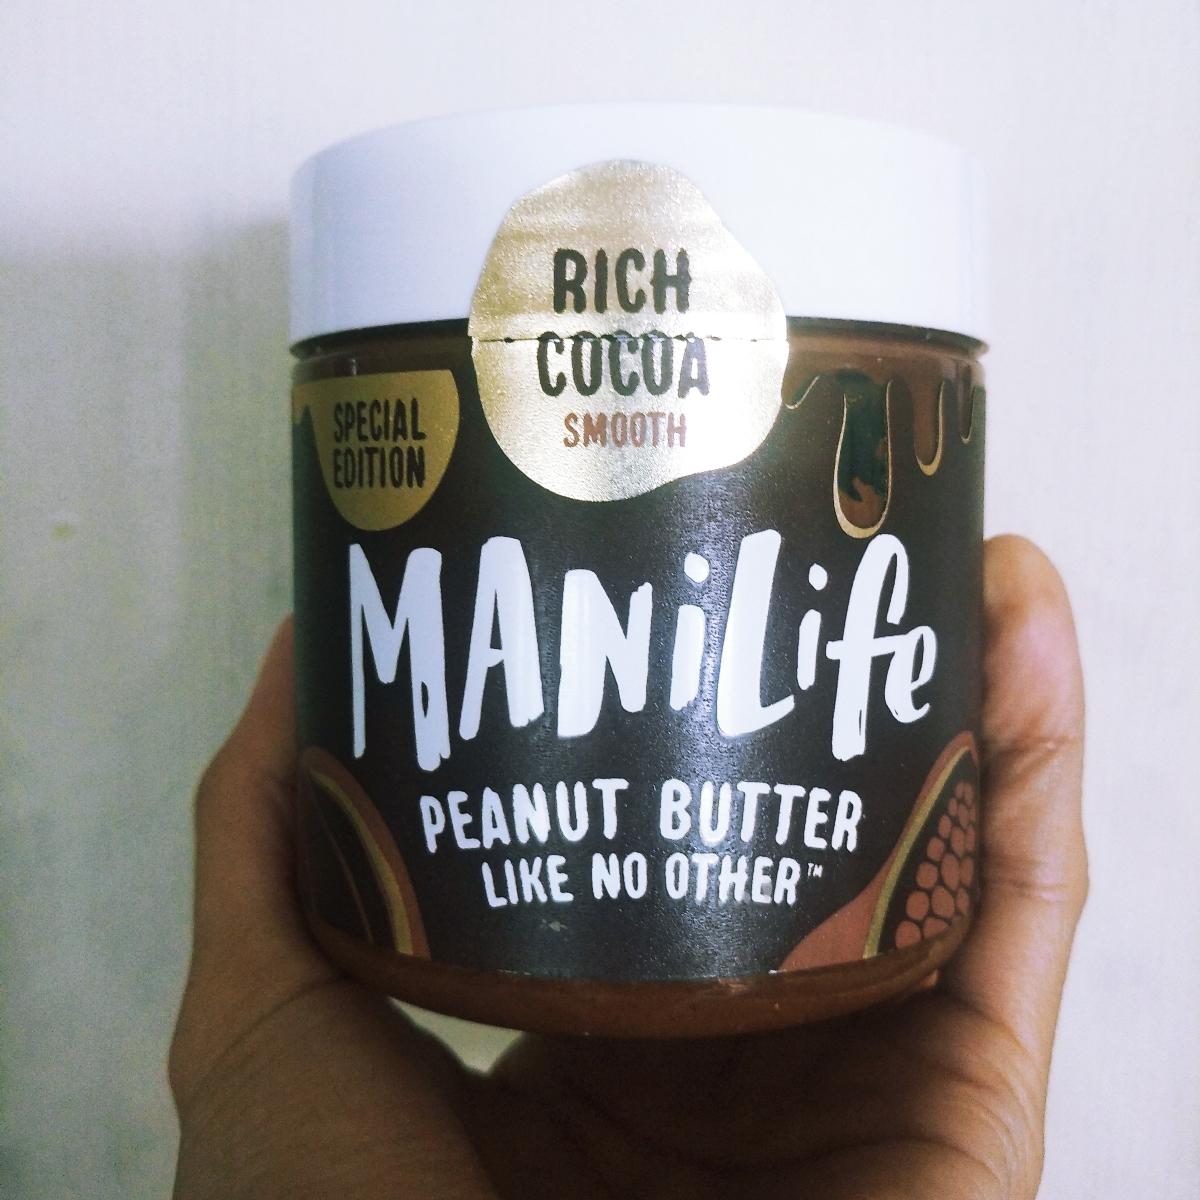 RICH
COCOA
SMOOTH
SPECIAL
EDITION
MANiLife
PEANUT BUTTER
LIKE NO OTHER™